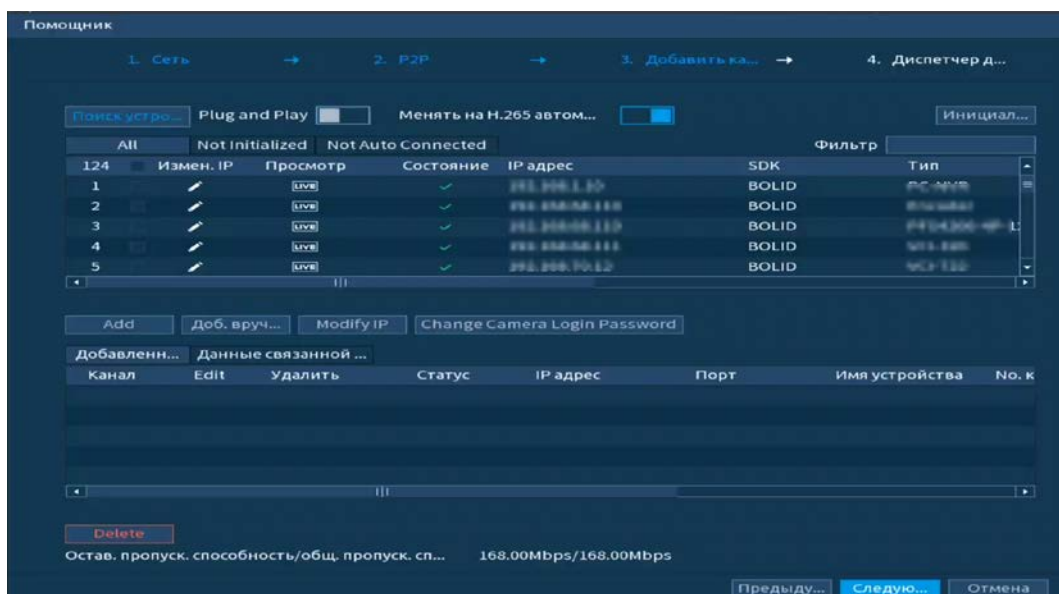 Помощник
1. Сеть → 2. P2P → 3. Добавить ка... → 4. Диспетчер д...
Поиск устро... Plug and Play Менять на H.265 автом... Инициал...
All Not Initialized Not Auto Connected Фильтр
124 Измен. IP Просмотр Состояние IP адрес SDK Тип
1 LIVE BOLID
2 LIVE BOLID
3 LIVE BOLID
4 LIVE BOLID
5 LIVE BOLID
Add Доб. вруч... Modify IP Change Camera Login Password
Добавленн... Данные связанной ...
Канал Edit Удалить Статус IP адрес Порт Имя устройства No. к
Delete
Остав. пропуск. способность/общ. пропуск. сп... 168.00Mbps/168.00Mbps
Предыду... Следую... Отмена